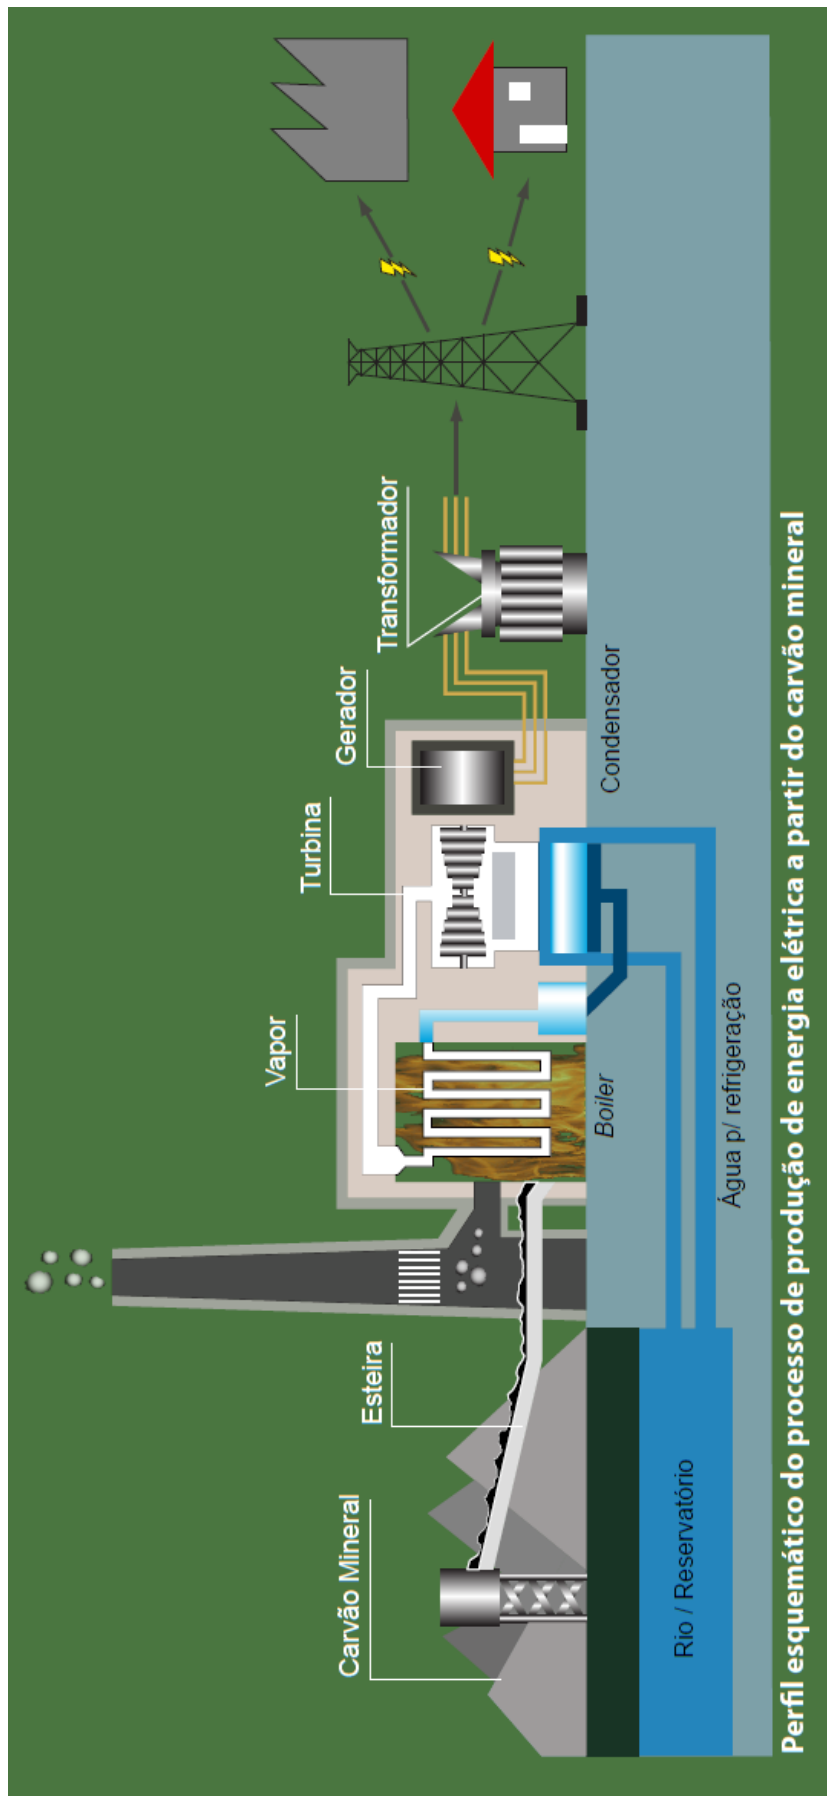 Carvão Mineral
Esteira
Vapor
Turbina
Gerador
Transformador
Boiler
Condensador
Água p/ refrigeração
Rio / Reservatório
Perfil esquemático do processo de produção de energia elétrica a partir do carvão mineral